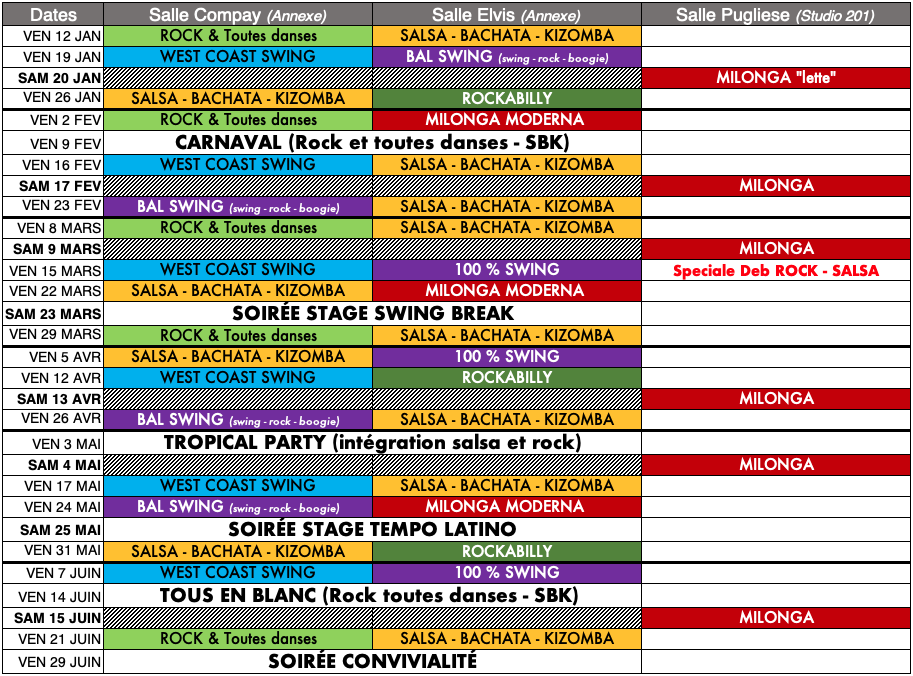 Dates Salle Compay (Annexe) Salle Elvis (Annexe) Salle Pugliese (Studio 201)
VEN 12 JAN ROCK & Toutes danses SALSA - BACHATA - KIZOMBA
VEN 19 JAN WEST COAST SWING BAL SWING (swing - rock - boogie)
SAM 20 JAN MILONGA "lette"
VEN 26 JAN SALSA - BACHATA - KIZOMBA ROCKABILLY
VEN 2 FEV ROCK & Toutes danses MILONGA MODERNA
VEN 9 FEV CARNAVAL (Rock et toutes danses - SBK)
VEN 16 FEV WEST COAST SWING SALSA - BACHATA - KIZOMBA
SAM 17 FEV MILONGA
VEN 23 FEV BAL SWING (swing - rock - boogie) SALSA - BACHATA - KIZOMBA
VEN 8 MARS ROCK & Toutes danses SALSA - BACHATA - KIZOMBA
SAM 9 MARS MILONGA
VEN 15 MARS WEST COAST SWING 100 % SWING Speciale Deb ROCK - SALSA
VEN 22 MARS SALSA - BACHATA - KIZOMBA MILONGA MODERNA
SAM 23 MARS SOIRÉE STAGE SWING BREAK
VEN 29 MARS ROCK & Toutes danses SALSA - BACHATA - KIZOMBA
VEN 5 AVR SALSA - BACHATA - KIZOMBA 100 % SWING
VEN 12 AVR WEST COAST SWING ROCKABILLY
SAM 13 AVR MILONGA
VEN 26 AVR BAL SWING (swing - rock - boogie) SALSA - BACHATA - KIZOMBA
VEN 3 MAI TROPICAL PARTY (intégration salsa et rock)
SAM 4 MAI MILONGA
VEN 17 MAI WEST COAST SWING SALSA - BACHATA - KIZOMBA
VEN 24 MAI BAL SWING (swing - rock - boogie) MILONGA MODERNA
SAM 25 MAI SOIRÉE STAGE TEMPO LATINO
VEN 31 MAI SALSA - BACHATA - KIZOMBA ROCKABILLY
VEN 7 JUIN WEST COAST SWING 100 % SWING
VEN 14 JUIN TOUS EN BLANC (Rock toutes danses - SBK)
SAM 15 JUIN MILONGA
VEN 21 JUIN ROCK & Toutes danses SALSA - BACHATA - KIZOMBA
VEN 29 JUIN SOIRÉE CONVIVIALITÉ